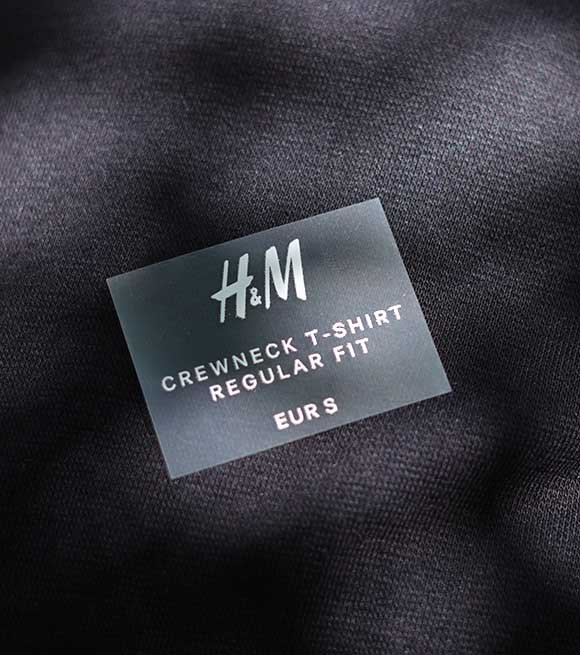 H&M
CREWNECK T-SHIRT
REGULAR FIT
EUR S